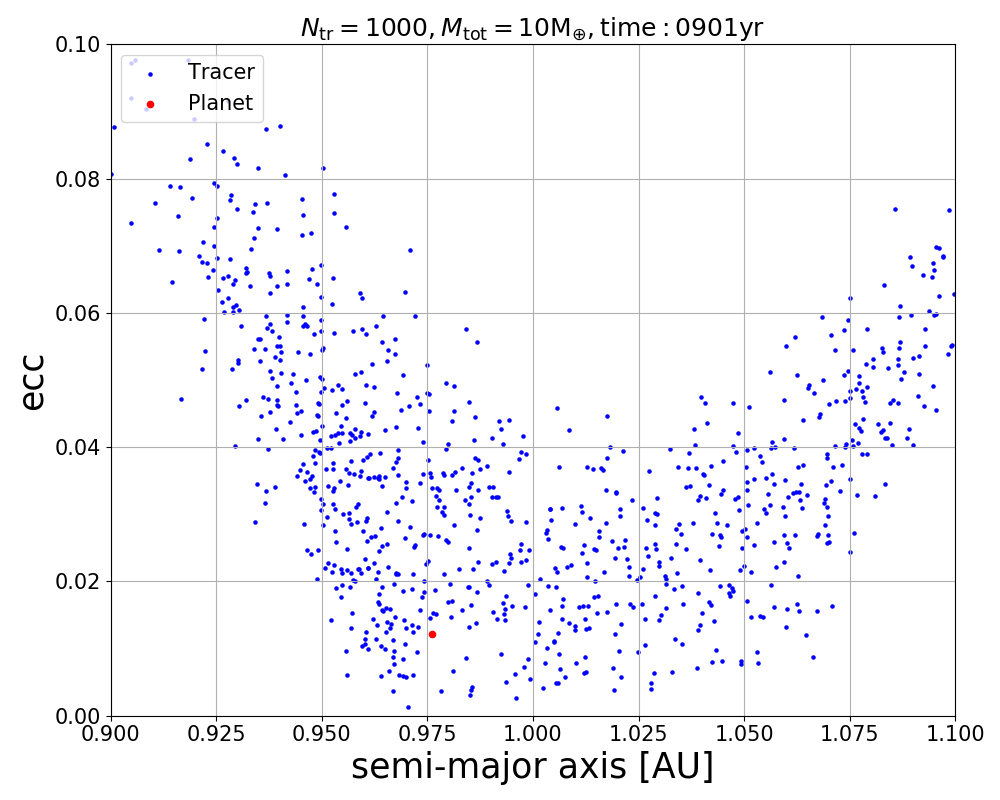 N_tr = 1000, M_tot = 10M_⊕, time : 0901yr
Tracer
Planet
ecc
0.10
0.08
0.06
0.04
0.02
0.00
0.900 0.925 0.950 0.975 1.000 1.025 1.050 1.075 1.100
semi-major axis [AU]